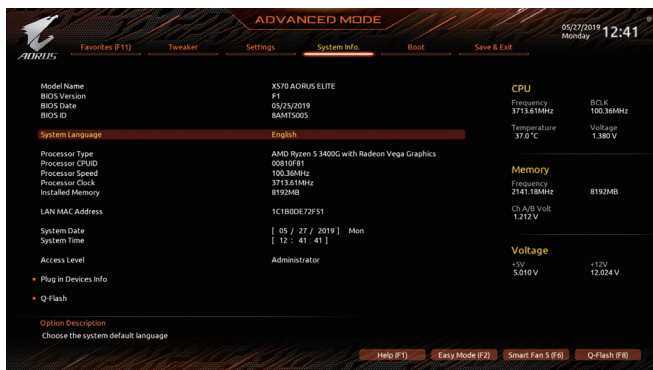 ADVANCED MODE
05/27/2019 Monday 12:41
AORUS
Favorites (F11) Tweaker Settings System Info. Boot Save & Exit
Model Name X570 AORUS ELITE
BIOS Version F1
BIOS Date 05/25/2019
BIOS ID 8AMTS005
System Language English
Processor Type AMD Ryzen 5 3400G with Radeon Vega Graphics
Processor CPUID 00810F81
Processor Speed 100.36MHz
Processor Clock 3713.61MHz
Installed Memory 8192MB
LAN MAC Address 1C1B0DE72F51
System Date [ 05 / 27 / 2019 ] Mon
System Time [ 12 : 41 : 41 ]
Access Level Administrator
Plug in Devices Info
Q-Flash
Option Description
Choose the system default language
CPU
Frequency BCLK
3713.61MHz 100.36MHz
Temperature Voltage
37.0 °C 1.380 V
Memory
Frequency
2141.18MHz 8192MB
Ch A/B Volt
1.212 V
Voltage
+5V +12V
5.010 V 12.024 V
Help (F1) Easy Mode (F2) Smart Fan 5 (F6) Q-Flash (F8)